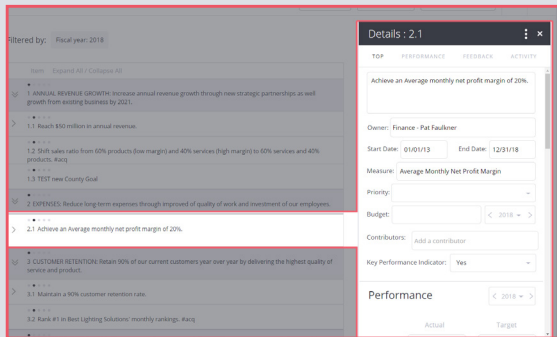 Filtered by: Fiscal year: 2018
Item Expand All / Collapse All
1 ANNUAL REVENUE GROWTH: Increase annual revenue growth through new strategic partnerships as well
growth from existing business by 2021.
1.1 Reach $50 million in annual revenue.
1.2 Shift sales ratio from 60% products (low margin) and 40% services (high margin) to 60% services and 40%
products. #acq
1.3 TEST new County Goal
2 EXPENSES: Reduce long-term expenses through improved of quality of work and investment of our employees.
2.1 Achieve an Average monthly net profit margin of 20%.
3 CUSTOMER RETENTION: Retain 90% of our current customers year over year by delivering the highest quality of
service and product.
3.1 Maintain a 90% customer retention rate.
3.2 Rank #1 in Best Lighting Solutions' monthly rankings. #acq
Details : 2.1
TOP PERFORMANCE FEEDBACK ACTIVITY
Achieve an Average monthly net profit margin of 20%.
Owner: Finance - Pat Faulkner
Start Date: 01/01/13 End Date: 12/31/18
Measure: Average Monthly Net Profit Margin
Priority:
Budget: 2018
Contributors: Add a contributor
Key Performance Indicator: Yes
Performance 2018
Actual Target